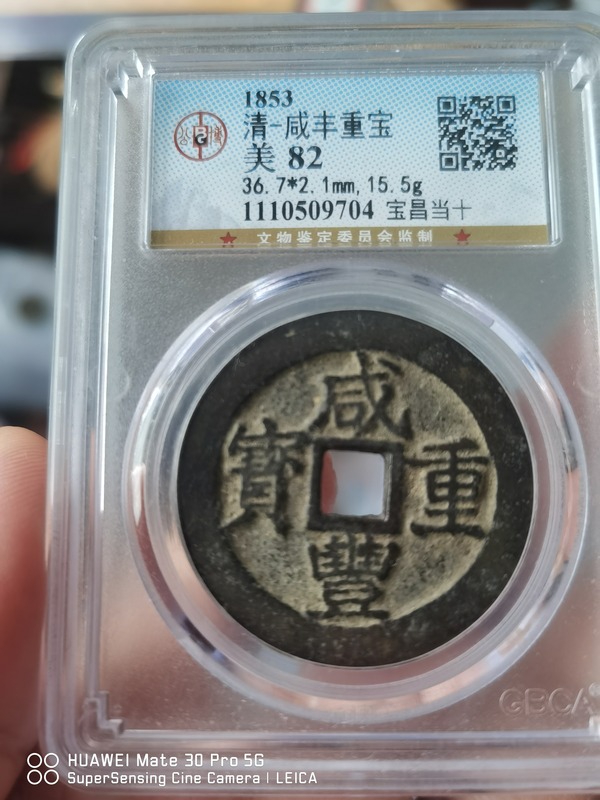 1853
清-咸丰重宝
美 82
36.7*2.1mm,15.5g
1110509704 宝昌当十
★ 文物鉴定委员会监制 ★
咸
寶 重
豐
GBCA
HUAWEI Mate 30 Pro 5G
SuperSensing Cine Camera | LEICA